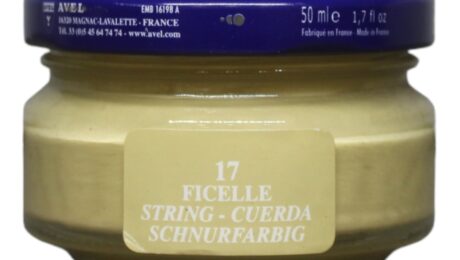 AVEL EMB 16198 A
16320 MAGNAC-LAVALETTE - FRANCE
Tél. 33 (0)5 45 64 74 74 - www.avel.com
50 ml e 1,7 fl oz
Fabriqué en France - Made in France
17
FICELLE
STRING - CUERDA
SCHNURFARBIG